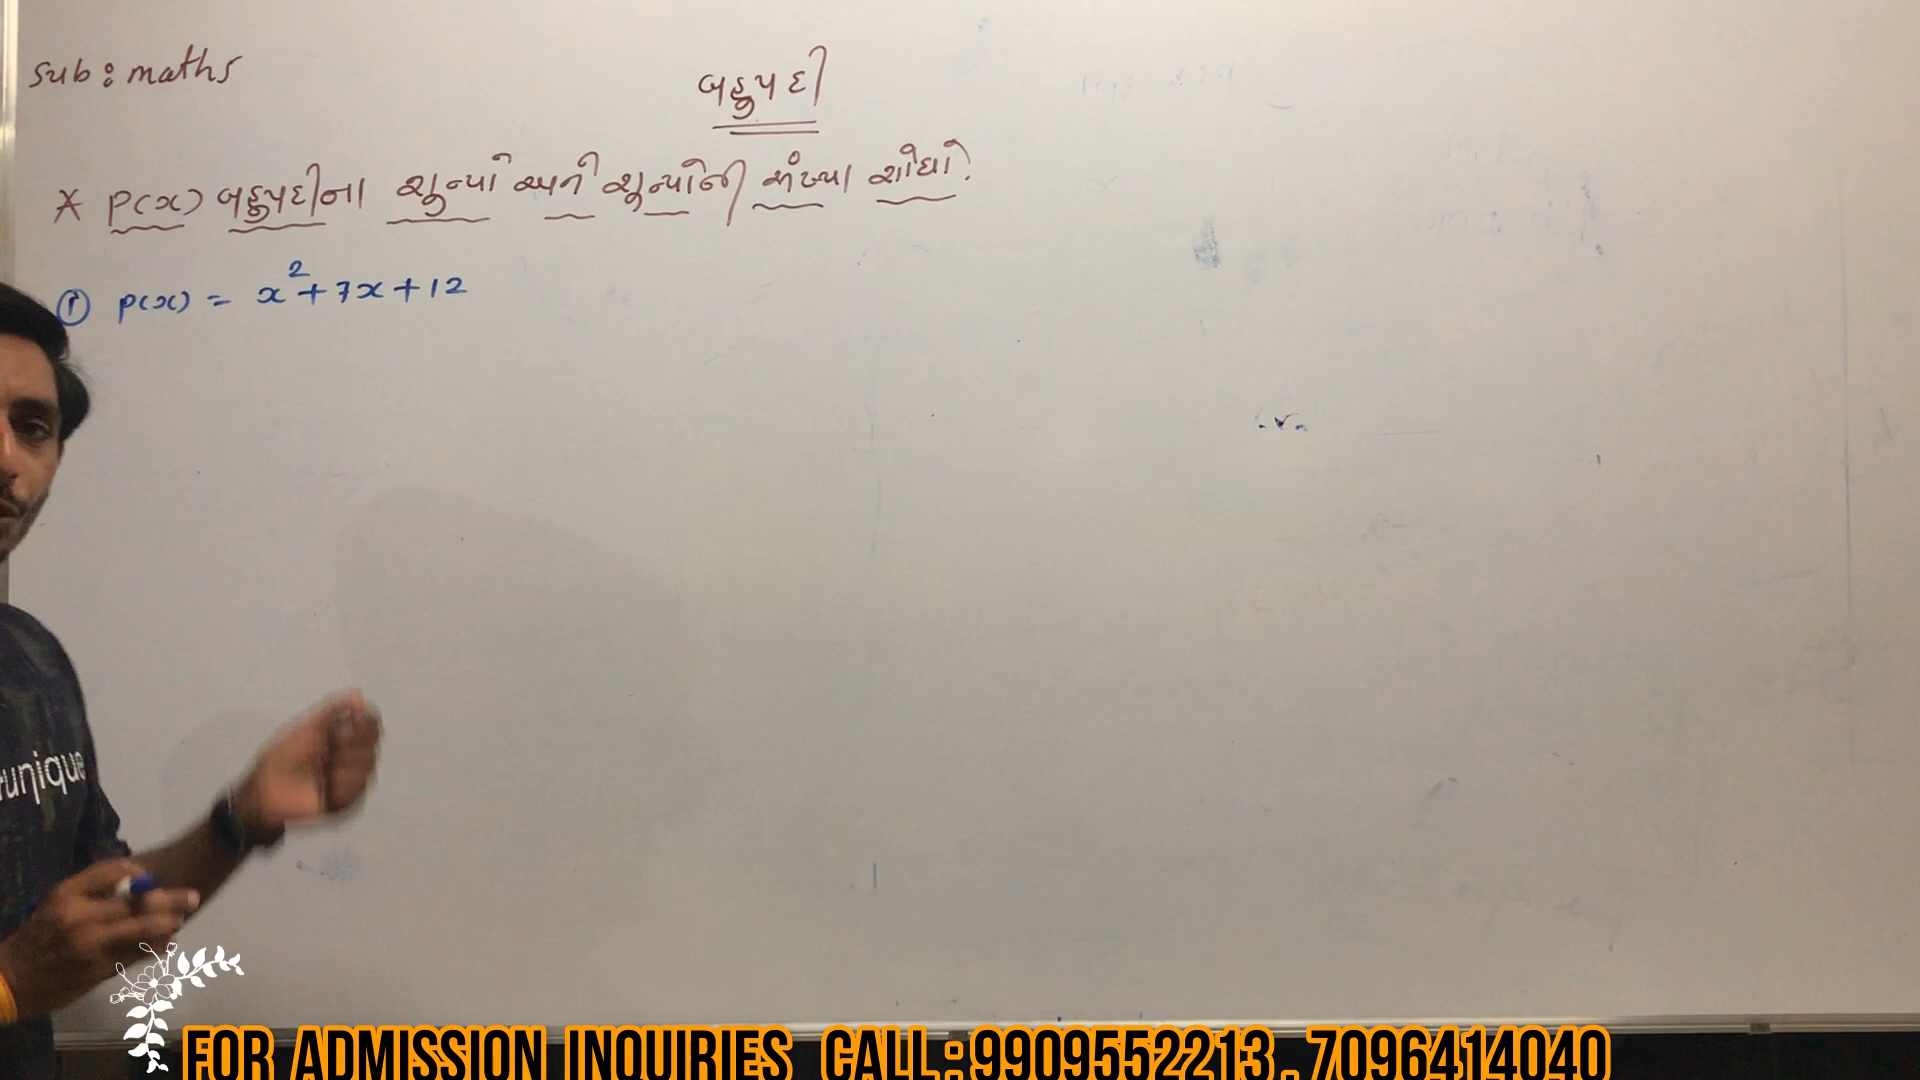 sub : maths
બહુપદી
* P(x) બહુપદીના શૂન્યો અને શૂન્યોની સંખ્યા શોધો.
① p(x) = x² + 7x + 12
unique
FOR ADMISSION INQUIRIES CALL : 9909552213 , 7096414040